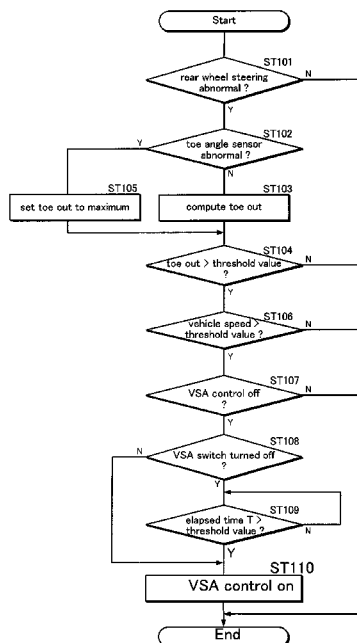 Start
ST101
rear wheel steering
abnormal ?
N
Y
ST102
Y
toe angle sensor
abnormal ?
N
ST105
ST103
set toe out to maximum
compute toe out
ST104
toe out > threshold value
?
N
Y
ST106
vehicle speed >
threshold value ?
N
Y
ST107
VSA control off
?
N
Y
ST108
N
VSA switch turned off
?
Y
ST109
elapsed time T >
threshold value ?
N
Y
ST110
VSA control on
End